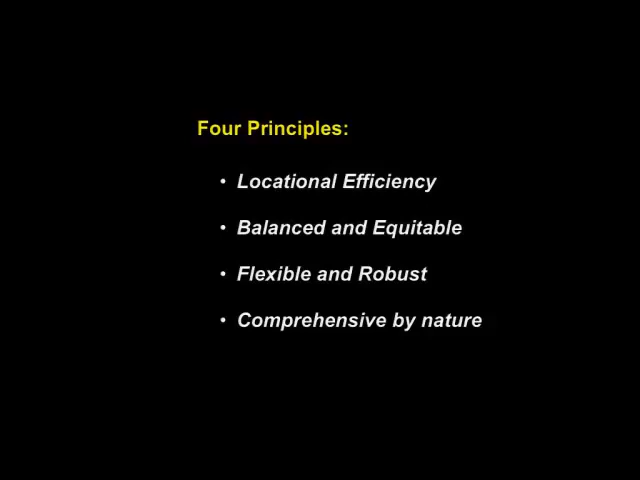 Four Principles:
• Locational Efficiency
• Balanced and Equitable
• Flexible and Robust
• Comprehensive by nature